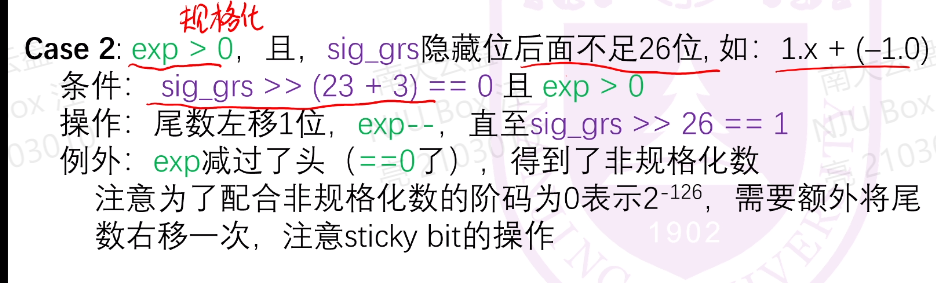 规格化
Case 2: exp > 0，且，sig_grs隐藏位后面不足26位, 如：1.x + (–1.0)
条件： sig_grs >> (23 + 3) == 0 且 exp > 0
操作：尾数左移1位，exp--，直至sig_grs >> 26 == 1
例外：exp减过了头（==0了），得到了非规格化数
注意为了配合非规格化数的阶码为0表示2⁻¹²⁶，需要额外将尾
数右移一次，注意sticky bit的操作
1902